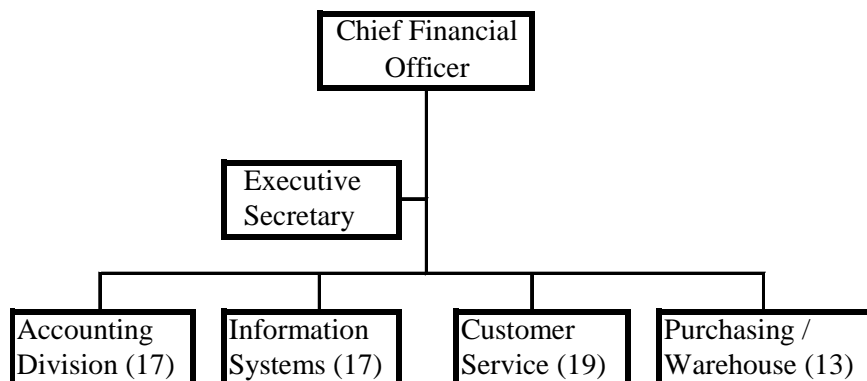 Chief Financial
Officer
Executive
Secretary
Accounting
Division (17)
Information
Systems (17)
Customer
Service (19)
Purchasing /
Warehouse (13)